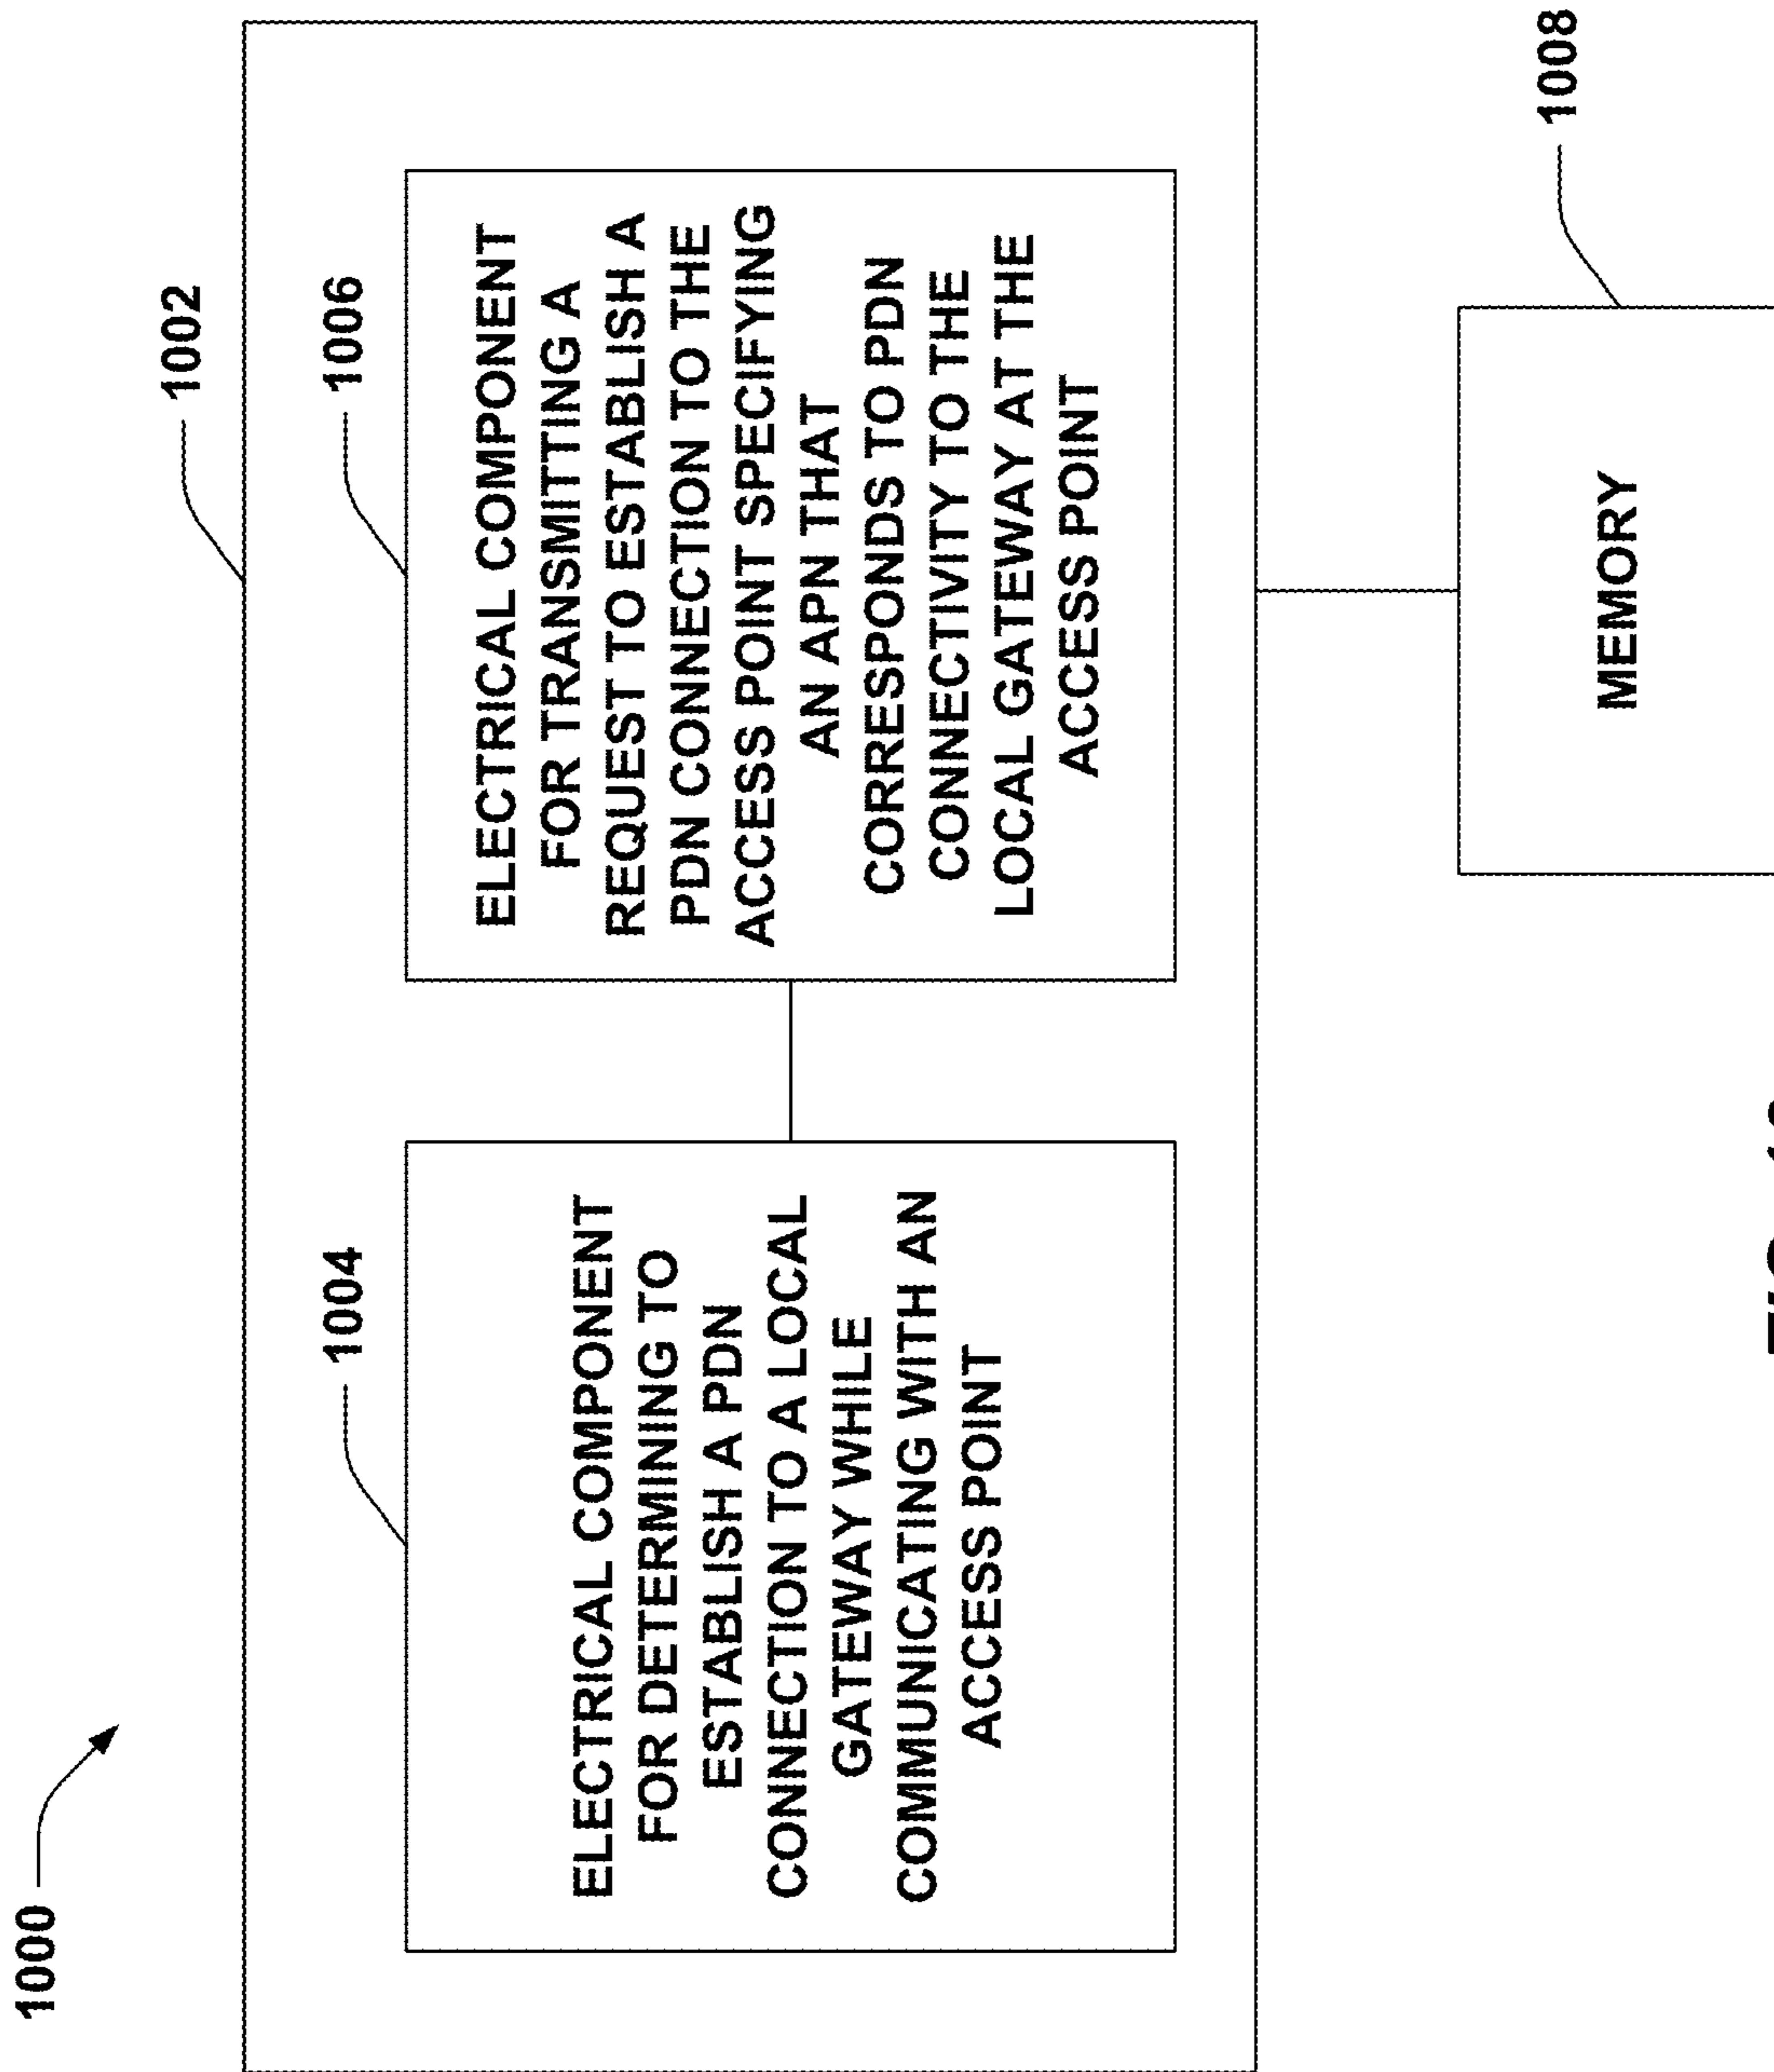 1000
1002
1004
ELECTRICAL COMPONENT
FOR DETERMINING TO
ESTABLISH A PDN
CONNECTION TO A LOCAL
GATEWAY WHILE
COMMUNICATING WITH AN
ACCESS POINT
1006
ELECTRICAL COMPONENT
FOR TRANSMITTING A
REQUEST TO ESTABLISH A
PDN CONNECTION TO THE
ACCESS POINT SPECIFYING
AN APN THAT
CORRESPONDS TO PDN
CONNECTIVITY TO THE
LOCAL GATEWAY AT THE
ACCESS POINT
1008
MEMORY